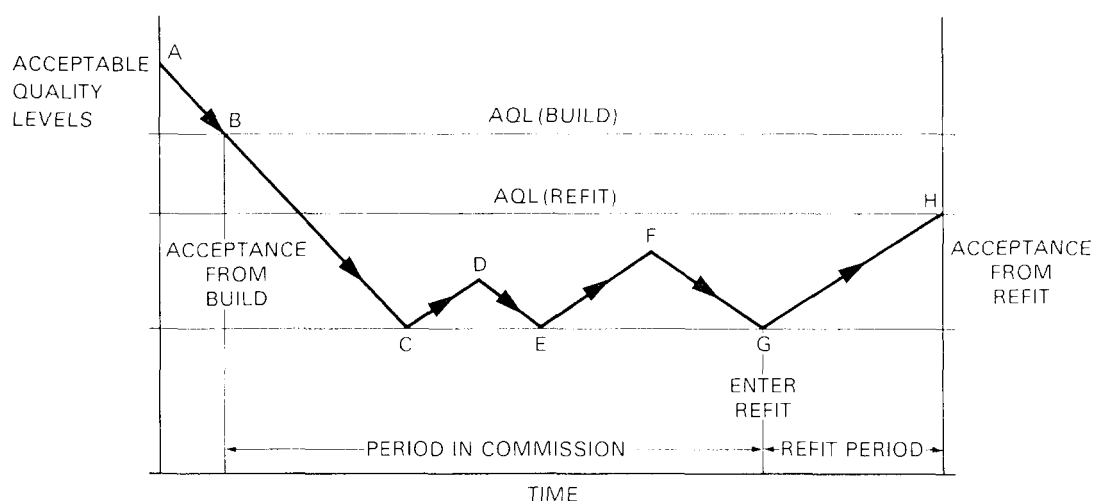 A
ACCEPTABLE
QUALITY
LEVELS
B
AQL (BUILD)
AQL (REFIT)
H
ACCEPTANCE
FROM
BUILD
D
F
ACCEPTANCE
FROM
REFIT
C
E
G
ENTER
REFIT
PERIOD IN COMMISSION
REFIT PERIOD
TIME